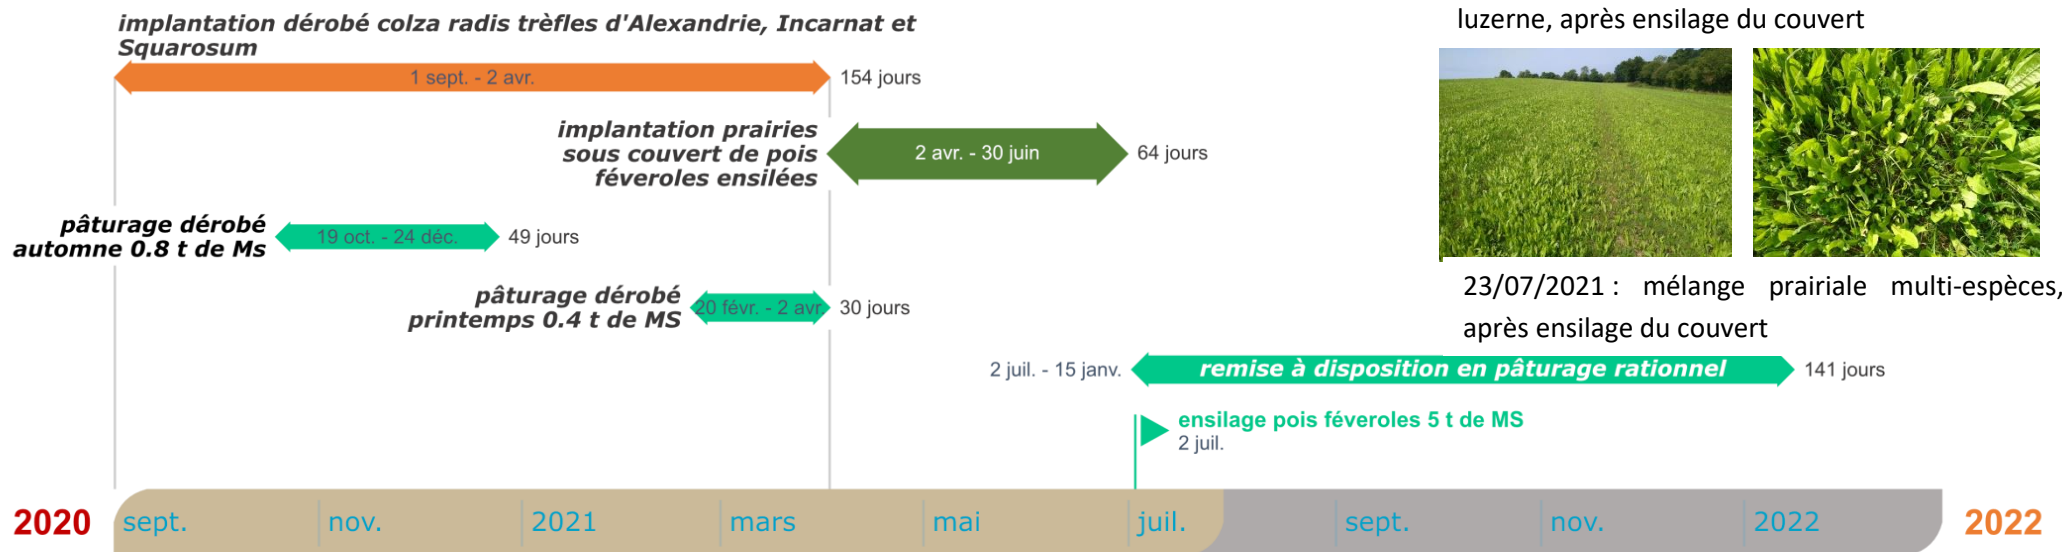 implantation dérobé colza radis trèfles d'Alexandrie, Incarnat et
Squarosum
1 sept. - 2 avr.
154 jours
implantation prairies
sous couvert de pois
féveroles ensilées
2 avr. - 30 juin
64 jours
pâturage dérobé
automne 0.8 t de Ms
19 oct. - 24 déc.
49 jours
pâturage dérobé
printemps 0.4 t de MS
20 févr. - 2 avr.
30 jours
luzerne, après ensilage du couvert
23/07/2021 : mélange prairiale multi-espèces,
après ensilage du couvert
2 juil. - 15 janv.
remise à disposition en pâturage rationnel
141 jours
ensilage pois féveroles 5 t de MS
2 juil.
2020
sept.
nov.
2021
mars
mai
juil.
sept.
nov.
2022
2022